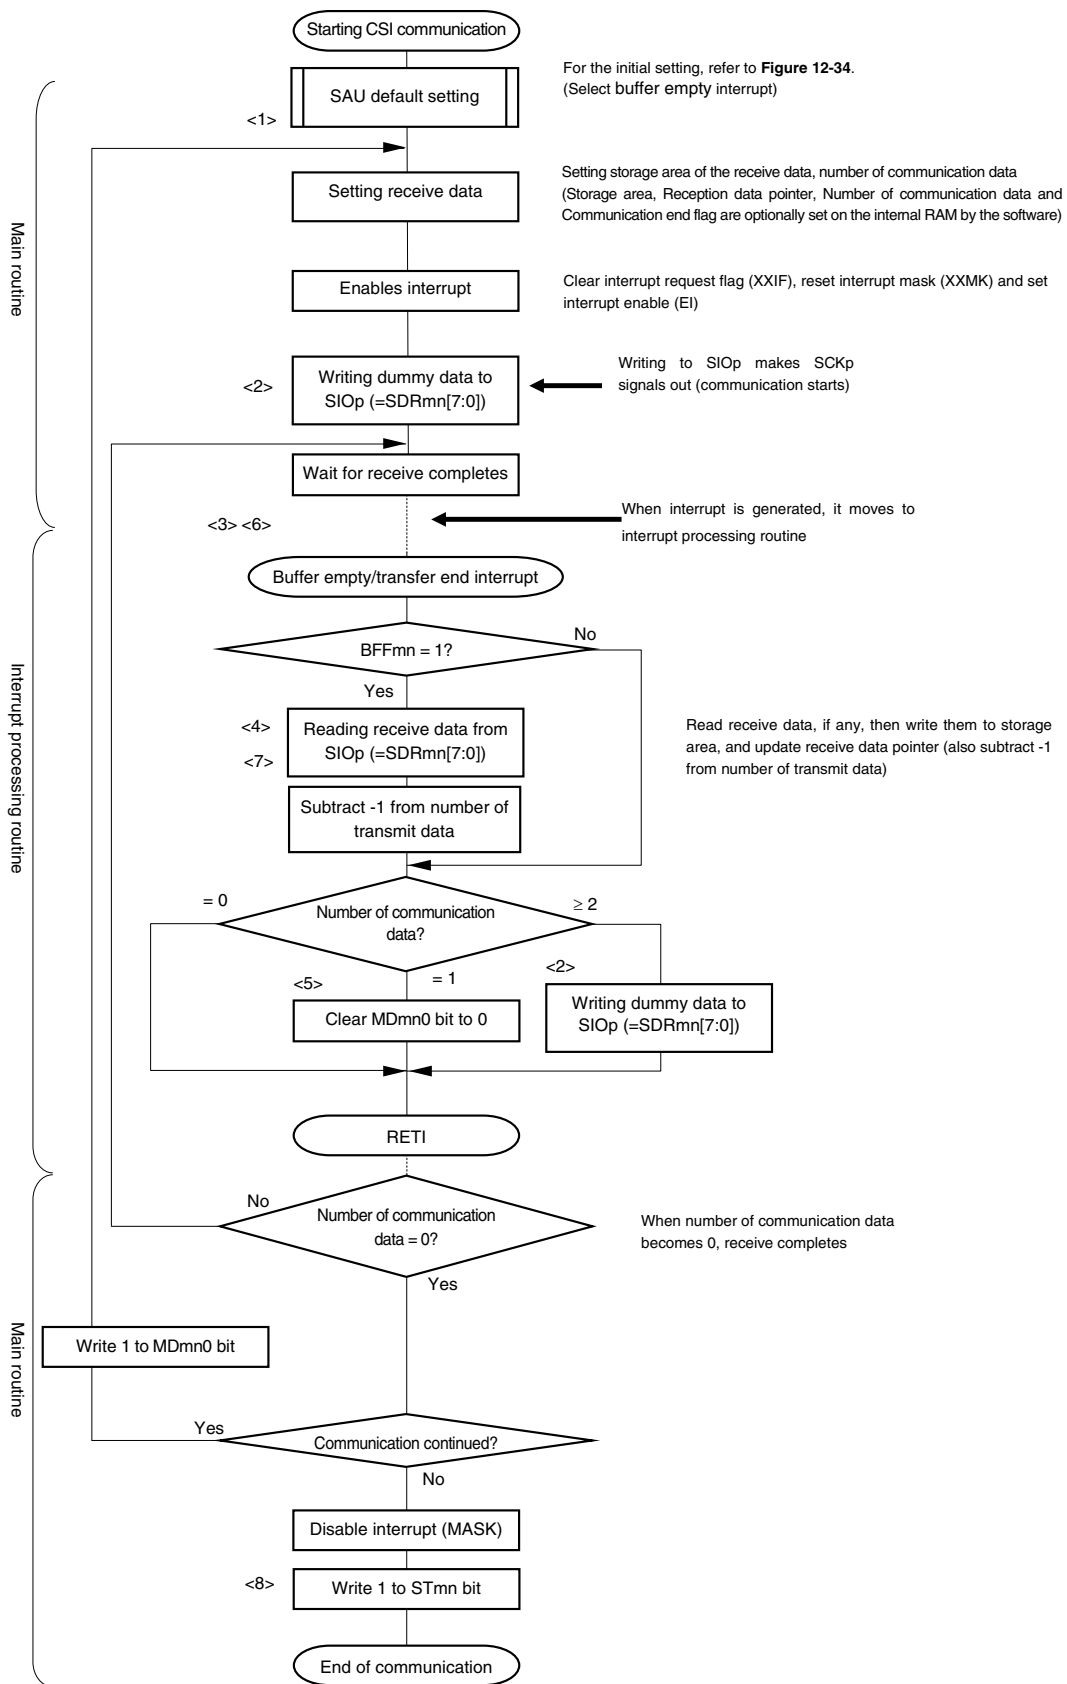 Starting CSI communication
For the initial setting, refer to Figure 12-34.
(Select buffer empty interrupt)
SAU default setting
<1>
Setting storage area of the receive data, number of communication data
(Storage area, Reception data pointer, Number of communication data and
Communication end flag are optionally set on the internal RAM by the software)
Setting receive data
Main routine
Enables interrupt
Clear interrupt request flag (XXIF), reset interrupt mask (XXMK) and set
interrupt enable (EI)
<2>
Writing dummy data to
SIOp (=SDRmn[7:0])
Writing to SIOp makes SCKp
signals out (communication starts)
Wait for receive completes
<3> <6>
When interrupt is generated, it moves to
interrupt processing routine
Buffer empty/transfer end interrupt
BFFmn = 1?
No
Yes
Interrupt processing routine
<4>
<7>
Reading receive data from
SIOp (=SDRmn[7:0])
Read receive data, if any, then write them to storage
area, and update receive data pointer (also subtract -1
from number of transmit data)
Subtract -1 from number of
transmit data
= 0
Number of communication
data?
≥ 2
= 1
<5>
Clear MDmn0 bit to 0
<2>
Writing dummy data to
SIOp (=SDRmn[7:0])
RETI
No
Number of communication
data = 0?
When number of communication data
becomes 0, receive completes
Yes
Main routine
Write 1 to MDmn0 bit
Yes
Communication continued?
No
Disable interrupt (MASK)
<8>
Write 1 to STmn bit
End of communication